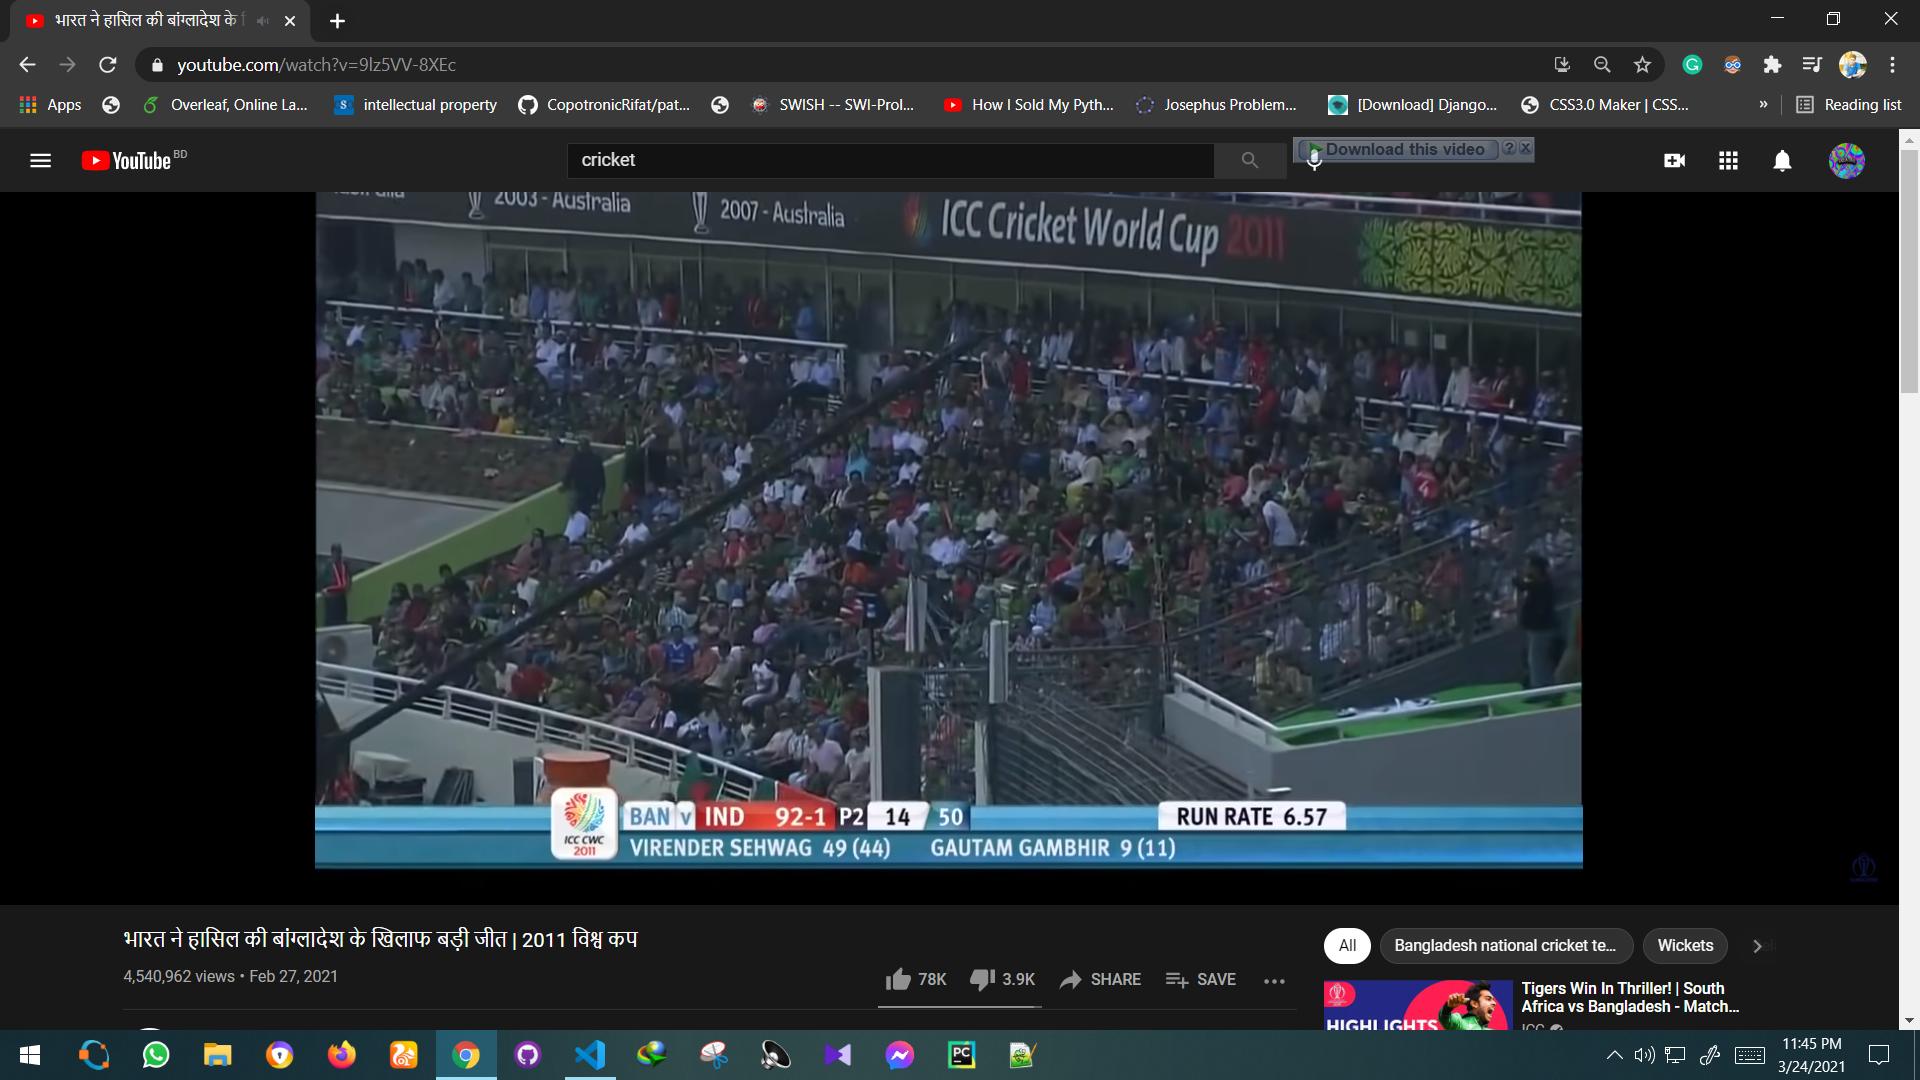 भारत ने हासिल की बांग्लादेश के
youtube.com/watch?v=9lz5VV-8XEc
Apps
Overleaf, Online La...
intellectual property
CopotronicRifat/pat...
SWISH -- SWI-Prol...
How I Sold My Pyth...
Josephus Problem...
[Download] Django...
CSS3.0 Maker | CSS...
»
Reading list
YouTube BD
cricket
Download this video
2003 - Australia
2007 - Australia
ICC Cricket World Cup 2011
BAN v IND 92-1 P2 14 50
RUN RATE 6.57
ICC CWC
2011
VIRENDER SEHWAG 49 (44) GAUTAM GAMBHIR 9 (11)
भारत ने हासिल की बांग्लादेश के खिलाफ बड़ी जीत | 2011 विश्व कप
4,540,962 views • Feb 27, 2021
78K
3.9K
SHARE
SAVE
All
Bangladesh national cricket te...
Wickets
HIGHLIGHTS
Tigers Win In Thriller! | South
Africa vs Bangladesh - Match...
ICC
11:45 PM
3/24/2021